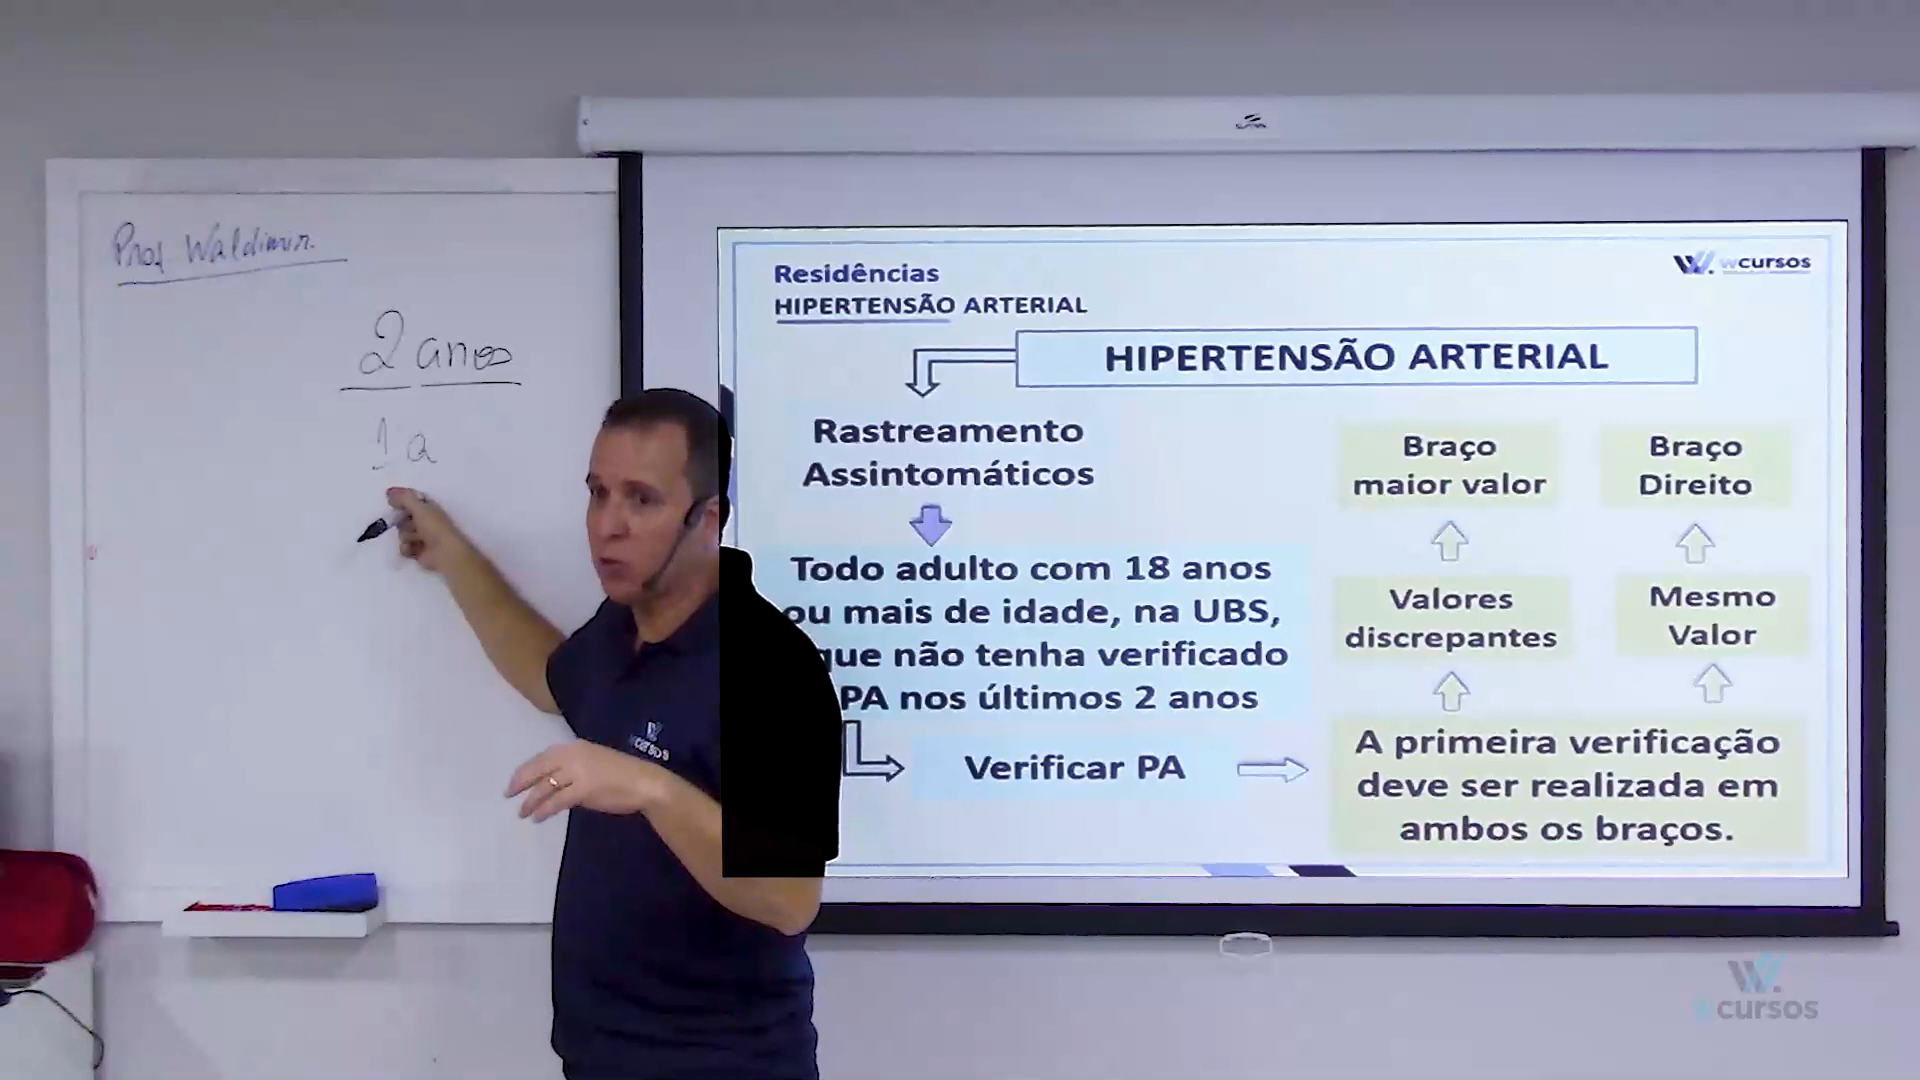 Prof Waldimir.
2 anos
1 a
Residências
HIPERTENSÃO ARTERIAL
wcursos
HIPERTENSÃO ARTERIAL
Rastreamento
Assintomáticos
Todo adulto com 18 anos
ou mais de idade, na UBS,
que não tenha verificado
PA nos últimos 2 anos
Verificar PA
Braço
maior valor
Braço
Direito
Valores
discrepantes
Mesmo
Valor
A primeira verificação
deve ser realizada em
ambos os braços.
wcursos
wcursos